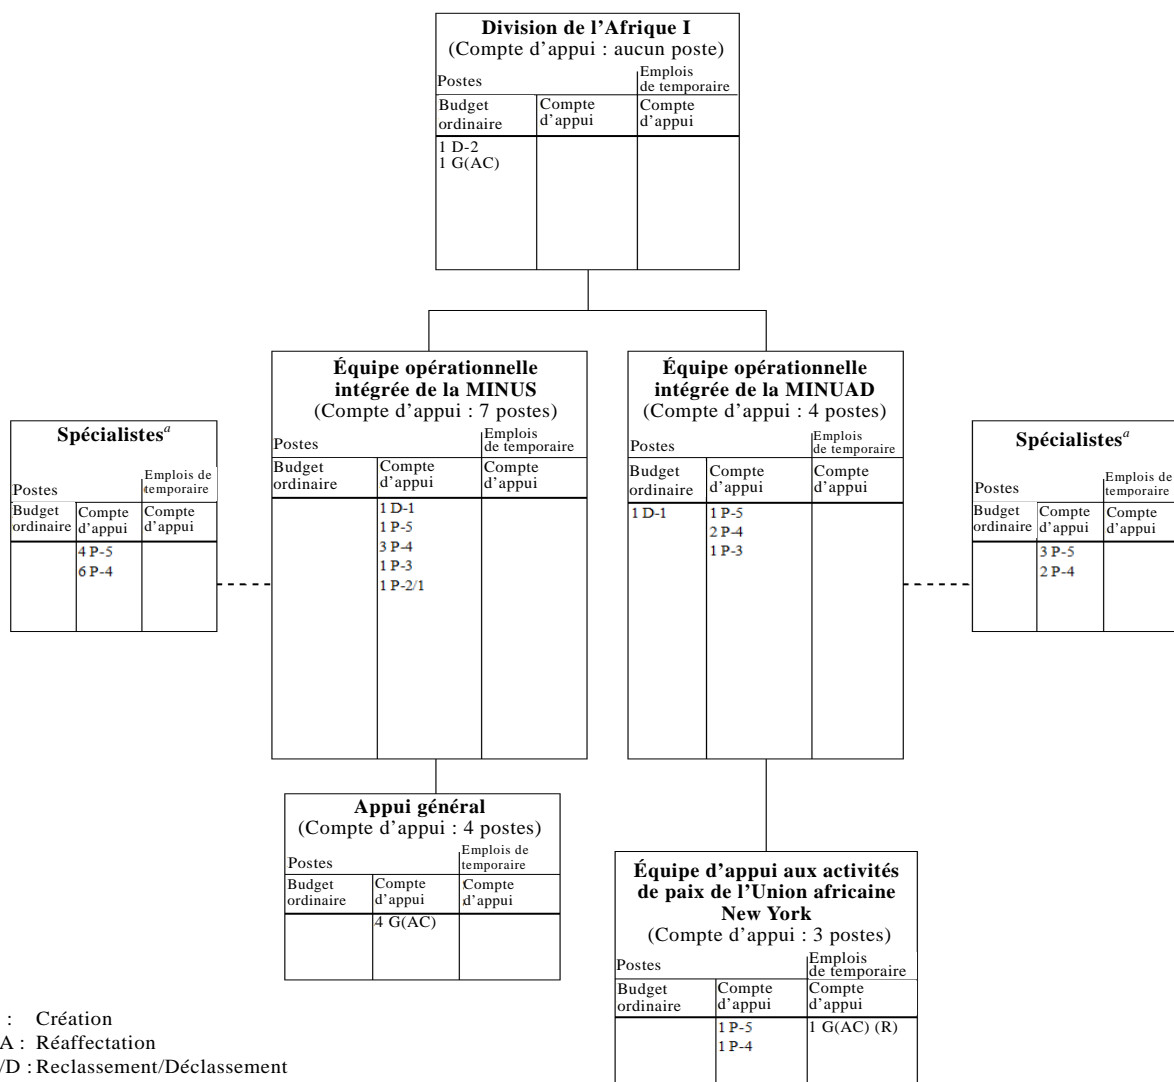 Division de l'Afrique I
(Compte d'appui : aucun poste)
Postes
Emplois
de temporaire
Budget
ordinaire
Compte
d'appui
Compte
d'appui
1 D-2
1 G(AC)
Équipe opérationnelle
intégrée de la MINUS
(Compte d'appui : 7 postes)
Postes
Emplois
de temporaire
Budget
ordinaire
Compte
d'appui
Compte
d'appui
1 D-1
1 P-5
3 P-4
1 P-3
1 P-2/1
Équipe opérationnelle
intégrée de la MINUAD
(Compte d'appui : 4 postes)
Postes
Emplois
de temporaire
Budget
ordinaire
Compte
d'appui
Compte
d'appui
1 D-1
1 P-5
2 P-4
1 P-3
Spécialistesa
Postes
Emplois de
temporaire
Budget
ordinaire
Compte
d'appui
Compte
d'appui
4 P-5
6 P-4
Spécialistesa
Postes
Emplois de
temporaire
Budget
ordinaire
Compte
d'appui
Compte
d'appui
3 P-5
2 P-4
Appui général
(Compte d'appui : 4 postes)
Postes
Emplois de
temporaire
Budget
ordinaire
Compte
d'appui
Compte
d'appui
4 G(AC)
Équipe d'appui aux activités
de paix de l'Union africaine
New York
(Compte d'appui : 3 postes)
Postes
Emplois
de temporaire
Budget
ordinaire
Compte
d'appui
Compte
d'appui
1 P-5
1 P-4
1 G(AC) (R)
: Création
A : Réaffectation
/D : Reclassement/Déclassement